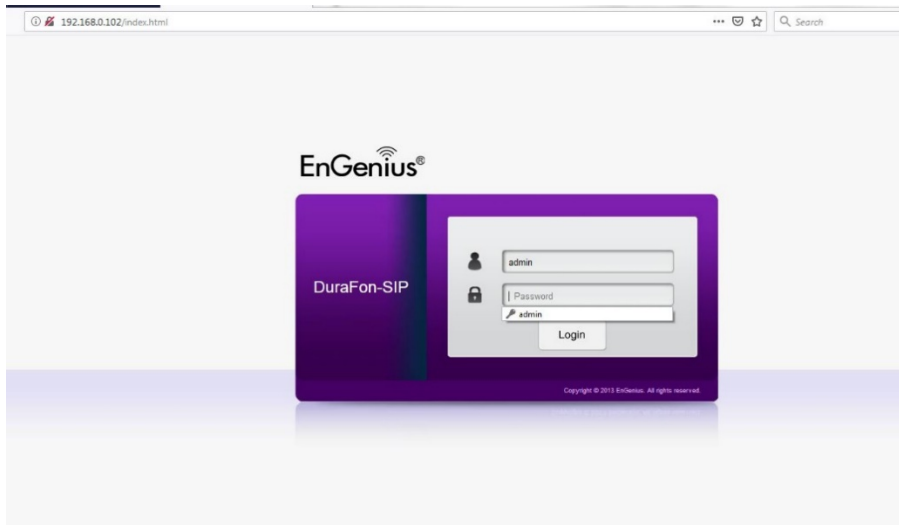 192.168.0.102/index.html
Search
EnGenius®
DuraFon-SIP
admin
Password
admin
Login
Copyright © 2013 EnGenius. All rights reserved.